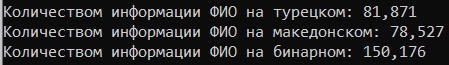 Количеством информации ФИО на турецком: 81,871
Количеством информации ФИО на македонском: 78,527
Количеством информации ФИО на бинарном: 150,176